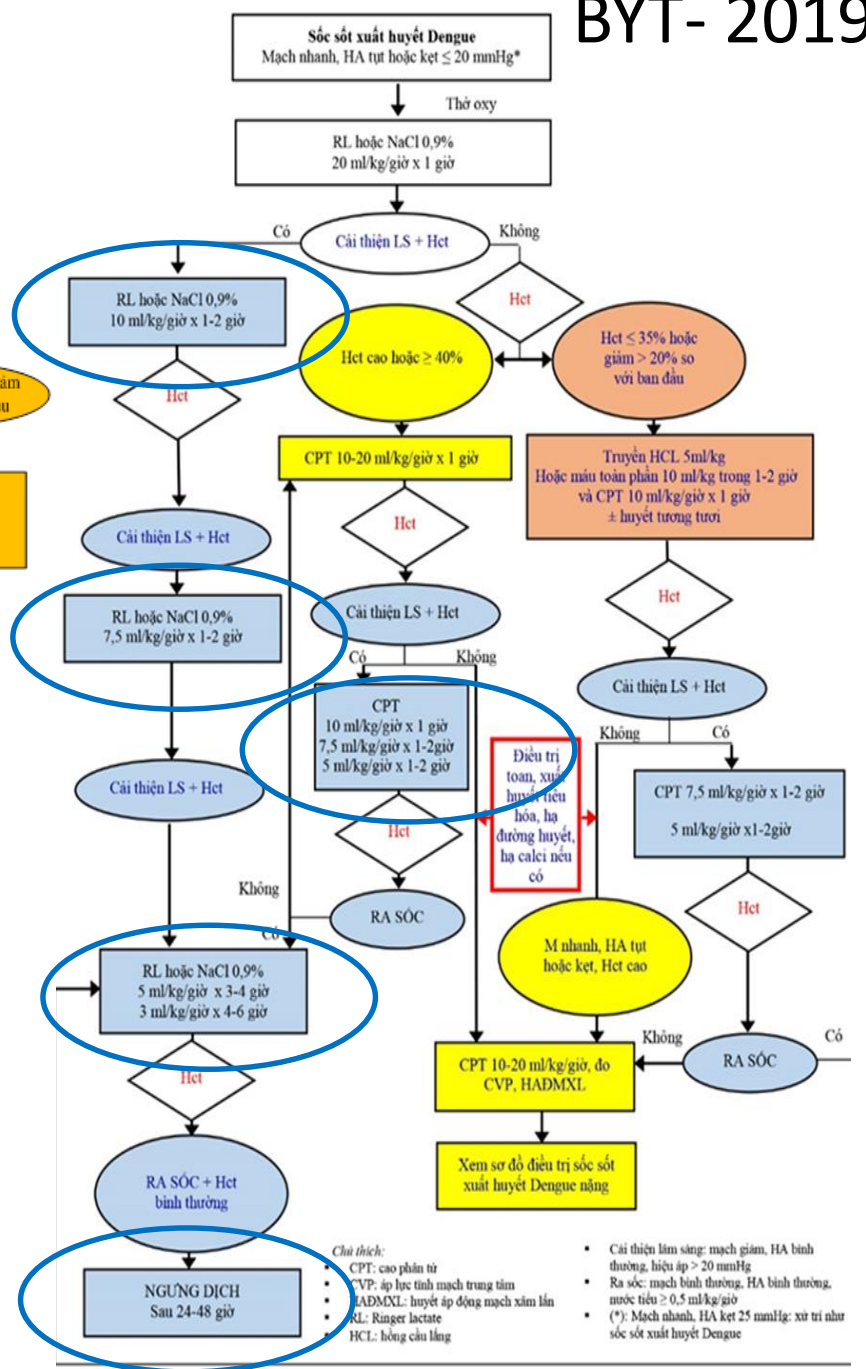 BYT- 2019
Sốc sốt xuất huyết Dengue
Mạch nhanh, HA tụt hoặc kẹt ≤ 20 mmHg*
Thở oxy
RL hoặc NaCl 0,9%
20 ml/kg/giờ x 1 giờ
Có
Cải thiện LS + Hct
Không
RL hoặc NaCl 0,9%
10 ml/kg/giờ x 1-2 giờ
Hct
Hct cao hoặc ≥ 40%
Hct ≤ 35% hoặc
giảm > 20% so
với ban đầu
Hct
CPT 10-20 ml/kg/giờ x 1 giờ
Truyền HCL 5ml/kg
Hoặc máu toàn phần 10 ml/kg trong 1-2 giờ
và CPT 10 ml/kg/giờ x 1 giờ
± huyết tương tươi
Hct
Cải thiện LS + Hct
Hct
RL hoặc NaCl 0,9%
7,5 ml/kg/giờ x 1-2 giờ
Cải thiện LS + Hct
Có
Không
Cải thiện LS + Hct
CPT
10 ml/kg/giờ x 1 giờ
7,5 ml/kg/giờ x 1-2giờ
5 ml/kg/giờ x 1-2 giờ
Không
Có
Điều trị
toan, xuất
huyết tiêu
hóa, hạ
đường huyết,
hạ calci nếu
có
CPT 7,5 ml/kg/giờ x 1-2 giờ
5 ml/kg/giờ x1-2giờ
Cải thiện LS + Hct
Hct
Không
RA SỐC
Có
Hct
M nhanh, HA tụt
hoặc kẹt, Hct cao
RL hoặc NaCl 0,9%
5 ml/kg/giờ x 3-4 giờ
3 ml/kg/giờ x 4-6 giờ
Không
RA SỐC
Có
CPT 10-20 ml/kg/giờ, đo
CVP, HAĐMXL
Hct
Xem sơ đồ điều trị sốc sốt
xuất huyết Dengue nặng
RA SỐC + Hct
bình thường
NGƯNG DỊCH
Sau 24-48 giờ
Chú thích:
▪ CPT: cao phân tử
CVP: áp lực tĩnh mạch trung tâm
HAĐMXL: huyết áp động mạch xâm lấn
RL: Ringer lactate
▪ HCL: hồng cầu lắng
▪ Cải thiện lâm sàng: mạch giảm, HA bình
thường, hiệu áp > 20 mmHg
▪ Ra sốc: mạch bình thường, HA bình thường,
nước tiểu ≥ 0,5 ml/kg/giờ
▪ (*): Mạch nhanh, HA kẹt 25 mmHg: xử trí như
sốc sốt xuất huyết Dengue